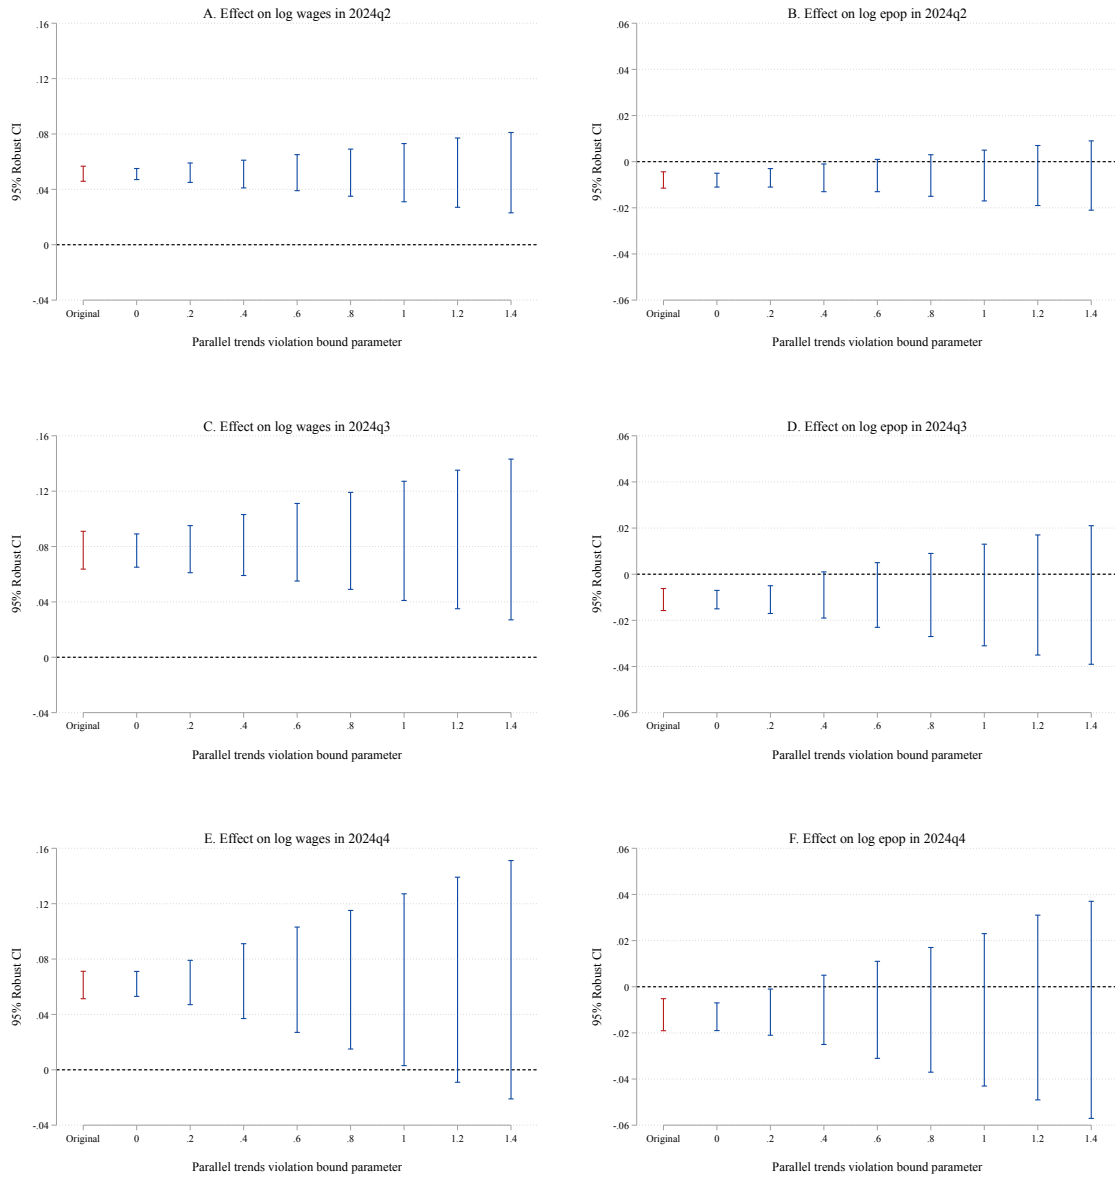 A. Effect on log wages in 2024q2
.16
.12
.08
.04
0
-.04
95% Robust CI
Original 0 .2 .4 .6 .8 1 1.2 1.4
Parallel trends violation bound parameter
B. Effect on log epop in 2024q2
.06
.04
.02
0
-.02
-.04
-.06
95% Robust CI
Original 0 .2 .4 .6 .8 1 1.2 1.4
Parallel trends violation bound parameter
C. Effect on log wages in 2024q3
.16
.12
.08
.04
0
-.04
95% Robust CI
Original 0 .2 .4 .6 .8 1 1.2 1.4
Parallel trends violation bound parameter
D. Effect on log epop in 2024q3
.06
.04
.02
0
-.02
-.04
-.06
95% Robust CI
Original 0 .2 .4 .6 .8 1 1.2 1.4
Parallel trends violation bound parameter
E. Effect on log wages in 2024q4
.16
.12
.08
.04
0
-.04
95% Robust CI
Original 0 .2 .4 .6 .8 1 1.2 1.4
Parallel trends violation bound parameter
F. Effect on log epop in 2024q4
.06
.04
.02
0
-.02
-.04
-.06
95% Robust CI
Original 0 .2 .4 .6 .8 1 1.2 1.4
Parallel trends violation bound parameter